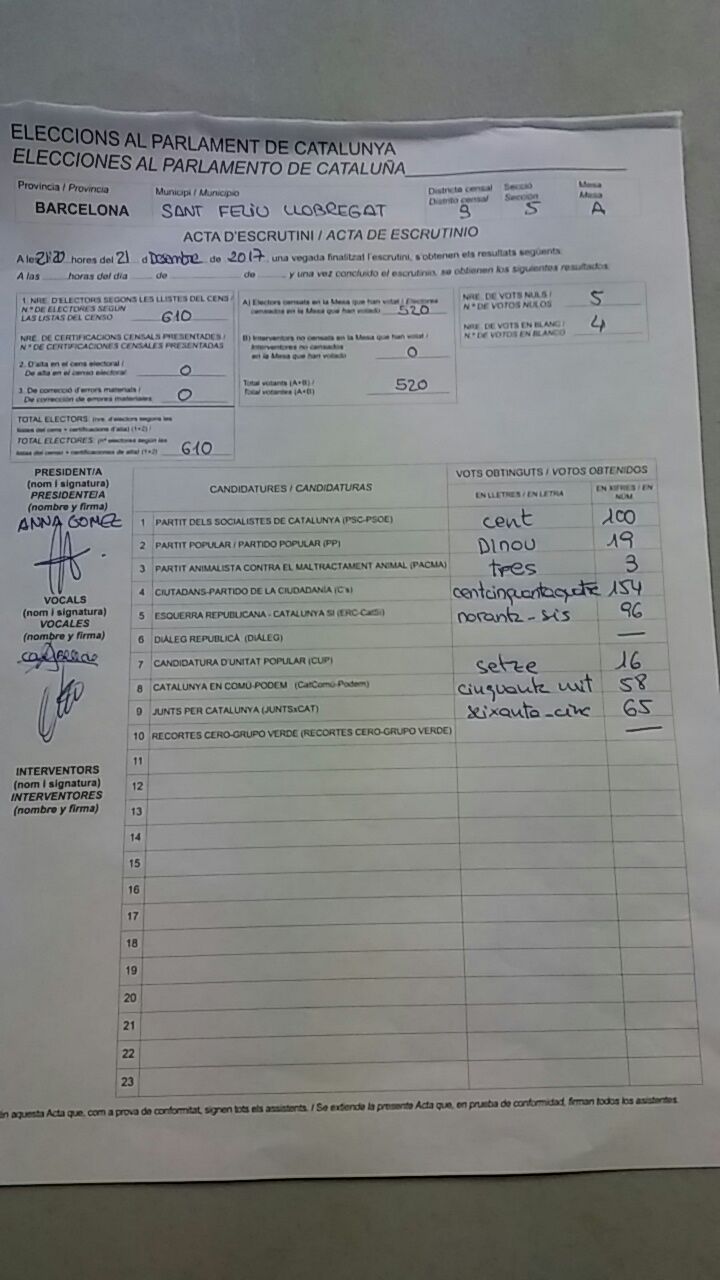 ELECCIONS AL PARLAMENT DE CATALUNYA
ELECCIONES AL PARLAMENTO DE CATALUÑA
Província / Provincia Municipi / Municipio Districte censal Secció Mesa
Distrito censal Sección Mesa
BARCELONA SANT FELIU LLOBREGAT 9 5 A
ACTA D'ESCRUTINI / ACTA DE ESCRUTINIO
A les 21:20 hores del 21 d Desembre de 2017, una vegada finalitzat l'escrutini, s'obtenen els resultats següents:
A las horas del día de de y una vez concluido el escrutinio, se obtienen los siguientes resultados:
1. NRE. D'ELECTORS SEGONS LES LLISTES DEL CENS /
N.º DE ELECTORES SEGÚN
LAS LISTAS DEL CENSO 610
NRE. DE CERTIFICACIONS CENSALS PRESENTADES /
N.º DE CERTIFICACIONES CENSALES PRESENTADAS
2. D'alta en el cens electoral /
De alta en el censo electoral 0
3. De correcció d'errors materials /
De corrección de errores materiales 0
TOTAL ELECTORS: (nre. d'electors segons les
llistes del cens + certificacions d'alta) (1+2) /
TOTAL ELECTORES: (nº electores según las
listas del censo + certificaciones de alta) (1+2) 610
A) Electors censats en la Mesa que han votat / Electores
censados en la Mesa que han votado 520
B) Interventors no censats en la Mesa que han votat /
Interventores no censados
en la Mesa que han votado 0
Total votants (A+B) /
Total votantes (A+B) 520
NRE. DE VOTS NULS /
N.º DE VOTOS NULOS 5
NRE. DE VOTS EN BLANC /
N.º DE VOTOS EN BLANCO 4
PRESIDENT/A
(nom i signatura)
PRESIDENTE/A
(nombre y firma)
ANNA GOMEZ
VOCALS
(nom i signatura)
VOCALES
(nombre y firma)
INTERVENTORS
(nom i signatura)
INTERVENTORES
(nombre y firma)
CANDIDATURES / CANDIDATURAS VOTS OBTINGUTS / VOTOS OBTENIDOS
EN LLETRES / EN LETRA EN XIFRES / EN NÚM.
1 PARTIT DELS SOCIALISTES DE CATALUNYA (PSC-PSOE) cent 100
2 PARTIT POPULAR / PARTIDO POPULAR (PP) DINOU 19
3 PARTIT ANIMALISTA CONTRA EL MALTRACTAMENT ANIMAL (PACMA) tres 3
4 CIUTADANS-PARTIDO DE LA CIUDADANÍA (C's) centcinquantaquatre 154
5 ESQUERRA REPUBLICANA - CATALUNYA SÍ (ERC-CatSí) noranta-sis 96
6 DIÀLEG REPUBLICÀ (DIÀLEG) —
7 CANDIDATURA D'UNITAT POPULAR (CUP) setze 16
8 CATALUNYA EN COMÚ-PODEM (CatComú-Podem) cinquanta vuit 58
9 JUNTS PER CATALUNYA (JUNTSxCAT) seixanta-cinc 65
10 RECORTES CERO-GRUPO VERDE (RECORTES CERO-GRUPO VERDE) —
11
12
13
14
15
16
17
18
19
20
21
22
23
én aquesta Acta que, com a prova de conformitat, signen tots els assistents. / Se extiende la presente Acta que, en prueba de conformidad, firman todos los asistentes.